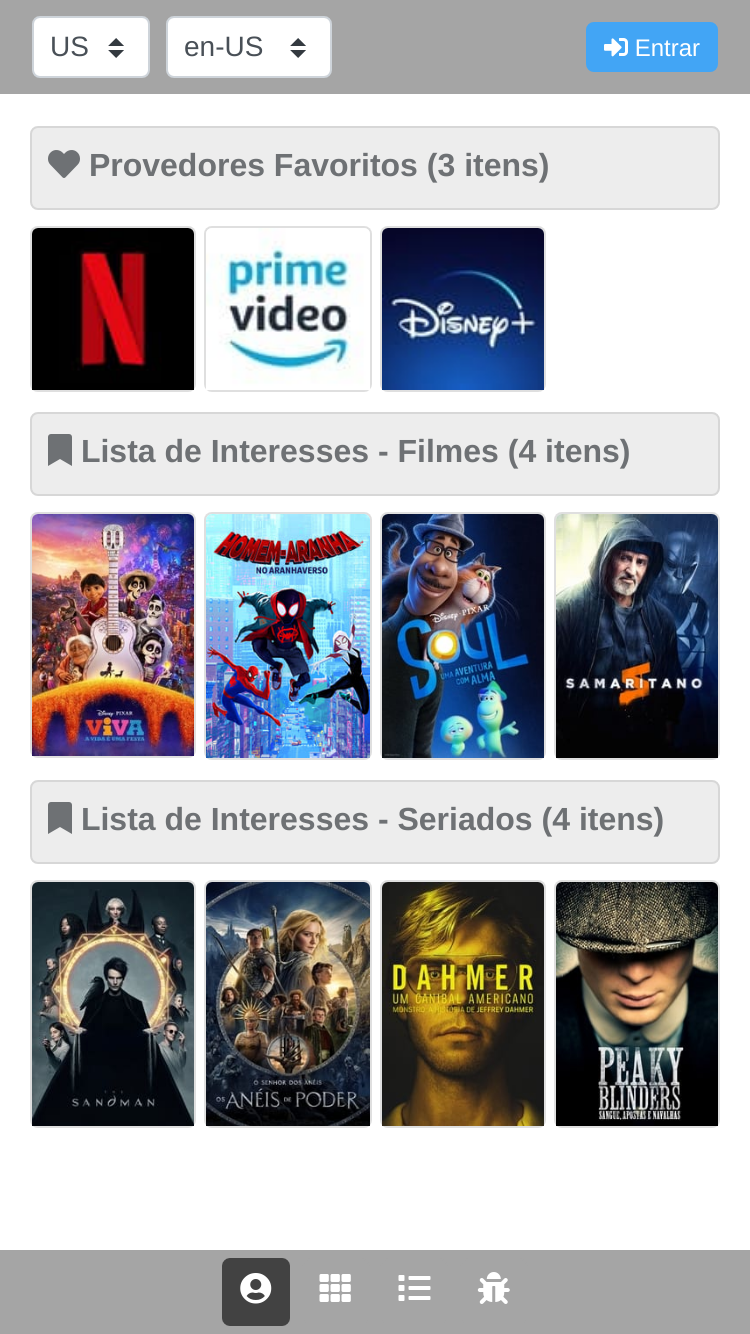 US
en-US
Entrar
Provedores Favoritos (3 itens)
N
prime
video
Disney+
Lista de Interesses - Filmes (4 itens)
Disney PIXAR
VIVA
A VIDA É UMA FESTA
HOMEM-ARANHA
NO ARANHAVERSO
Disney PIXAR
SOUL
UMA AVENTURA
COM ALMA
SAMARITANO
Lista de Interesses - Seriados (4 itens)
THE
SANDMAN
O SENHOR DOS ANÉIS
OS ANÉIS DE PODER
DAHMER
UM CANIBAL AMERICANO
MONSTRO: A HISTÓRIA DE JEFFREY DAHMER
PEAKY
BLINDERS
SANGUE, APOSTAS E NAVALHAS